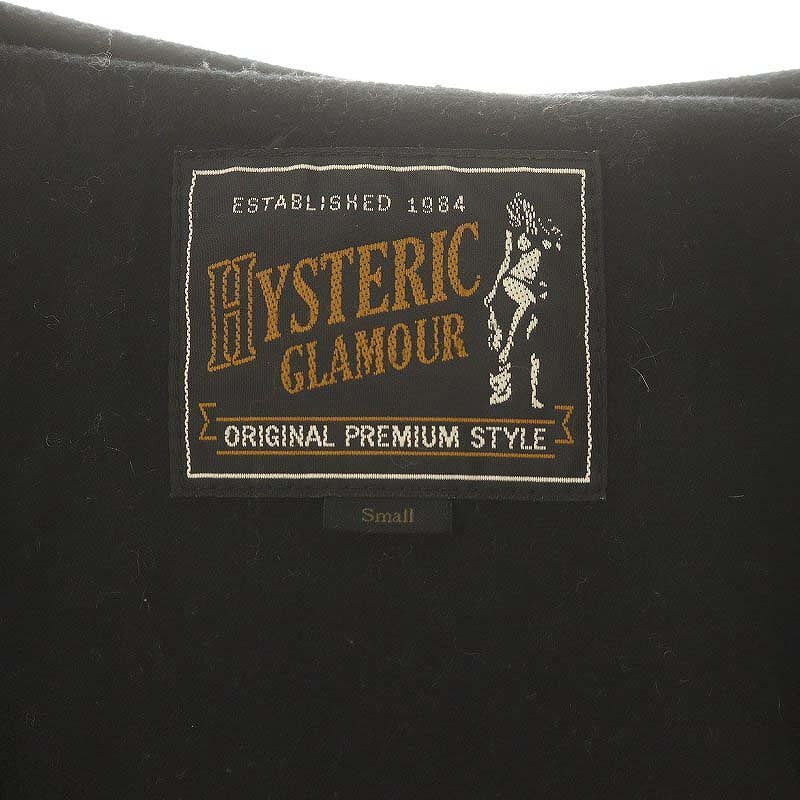 ESTABLISHED 1984
HYSTERIC
GLAMOUR
ORIGINAL PREMIUM STYLE
Small